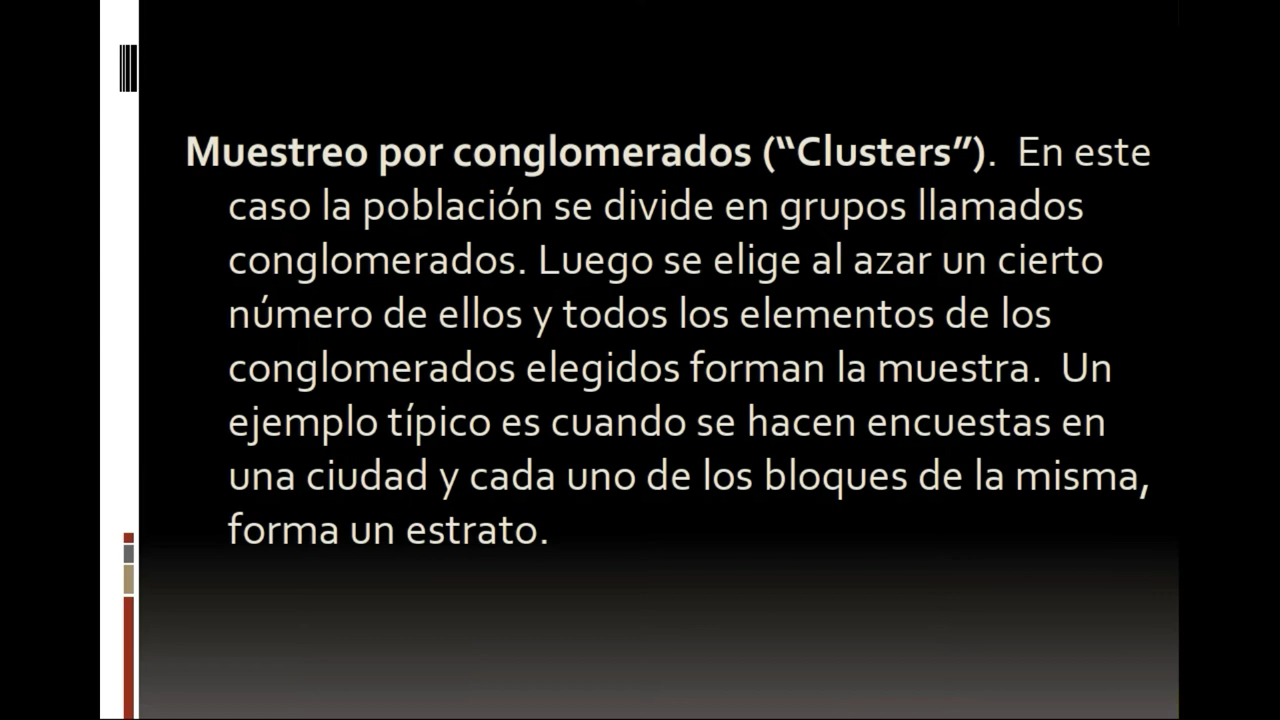 Muestreo por conglomerados (“Clusters”).  En este
caso la población se divide en grupos llamados
conglomerados. Luego se elige al azar un cierto
número de ellos y todos los elementos de los
conglomerados elegidos forman la muestra.  Un
ejemplo típico es cuando se hacen encuestas en
una ciudad y cada uno de los bloques de la misma,
forma un estrato.